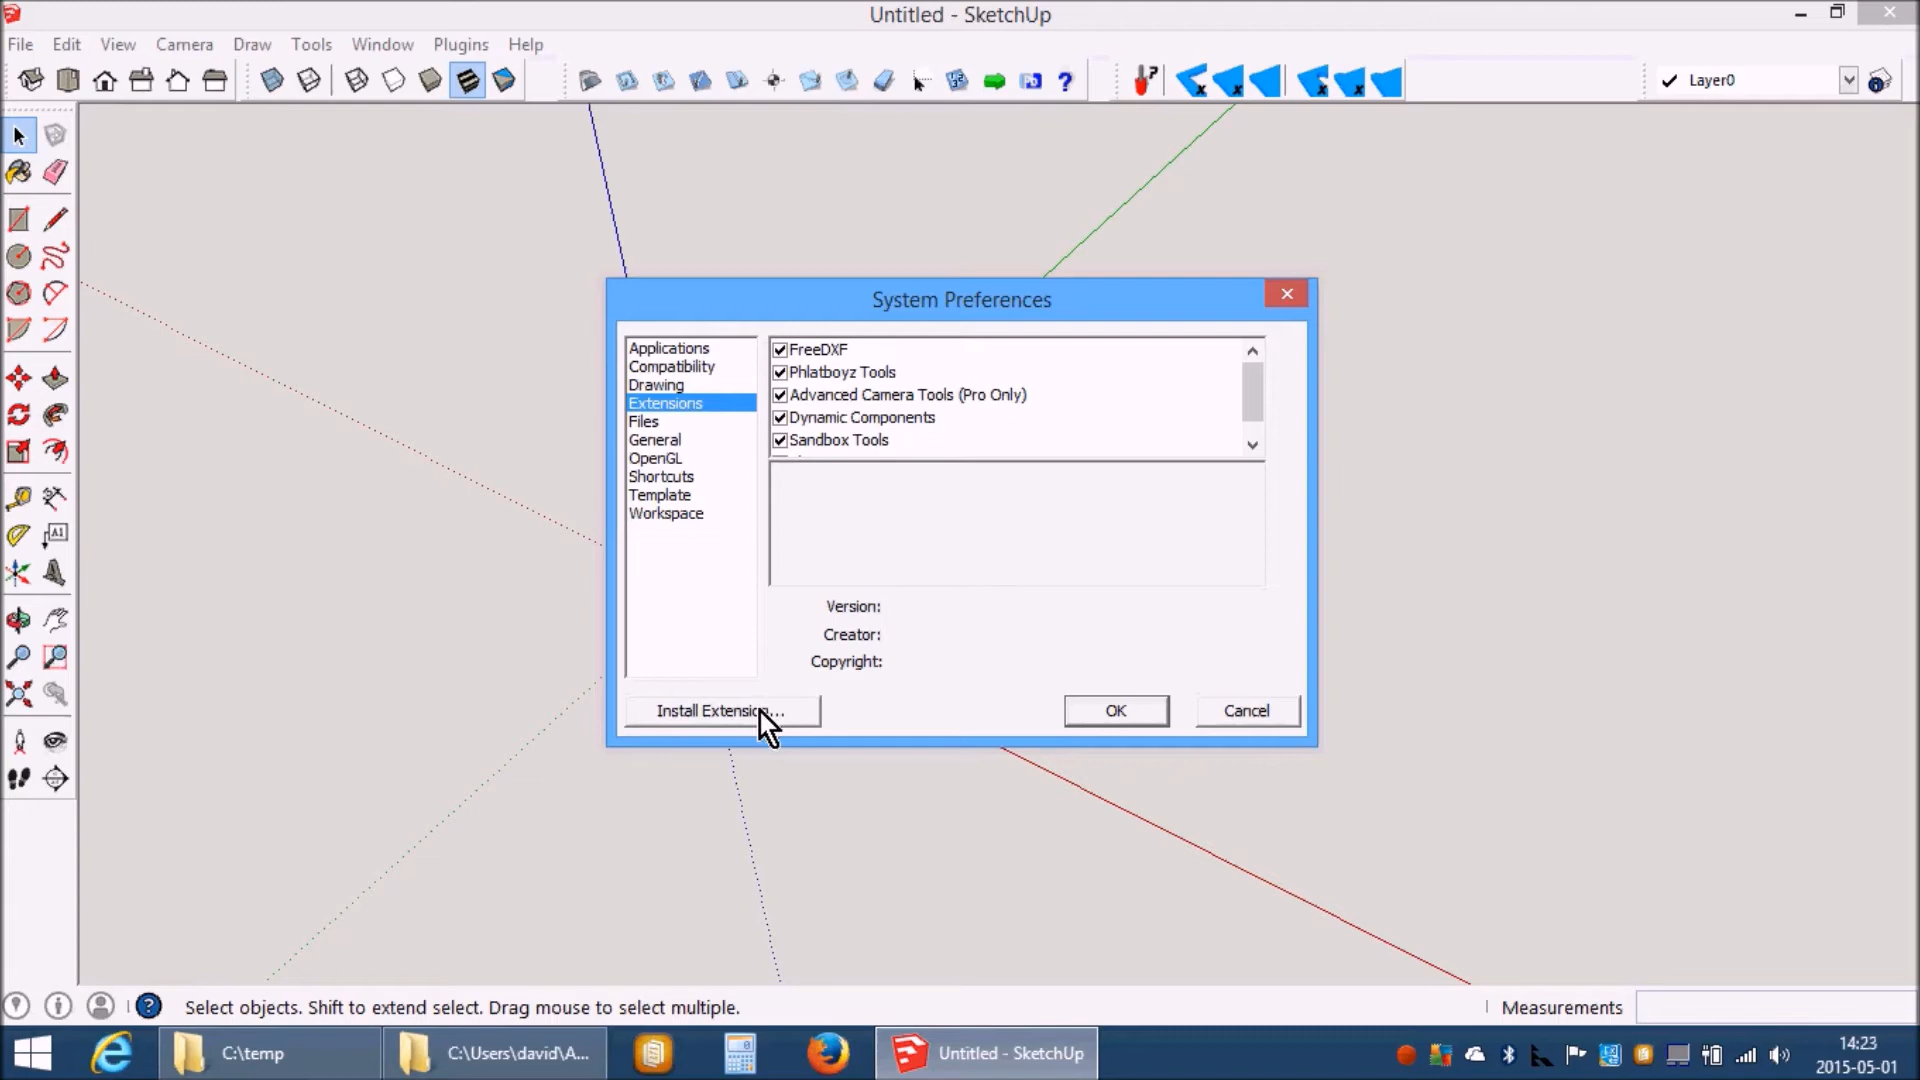 Untitled - SketchUp
File Edit View Camera Draw Tools Window Plugins Help
Layer0
System Preferences
Applications
Compatibility
Drawing
Extensions
Files
General
OpenGL
Shortcuts
Template
Workspace
FreeDXF
Phlatboyz Tools
Advanced Camera Tools (Pro Only)
Dynamic Components
Sandbox Tools
Version:
Creator:
Copyright:
Install Extension...
OK
Cancel
Select objects. Shift to extend select. Drag mouse to select multiple.
Measurements
C:\temp
C:\Users\david\A...
Untitled - SketchUp
14:23
2015-05-01